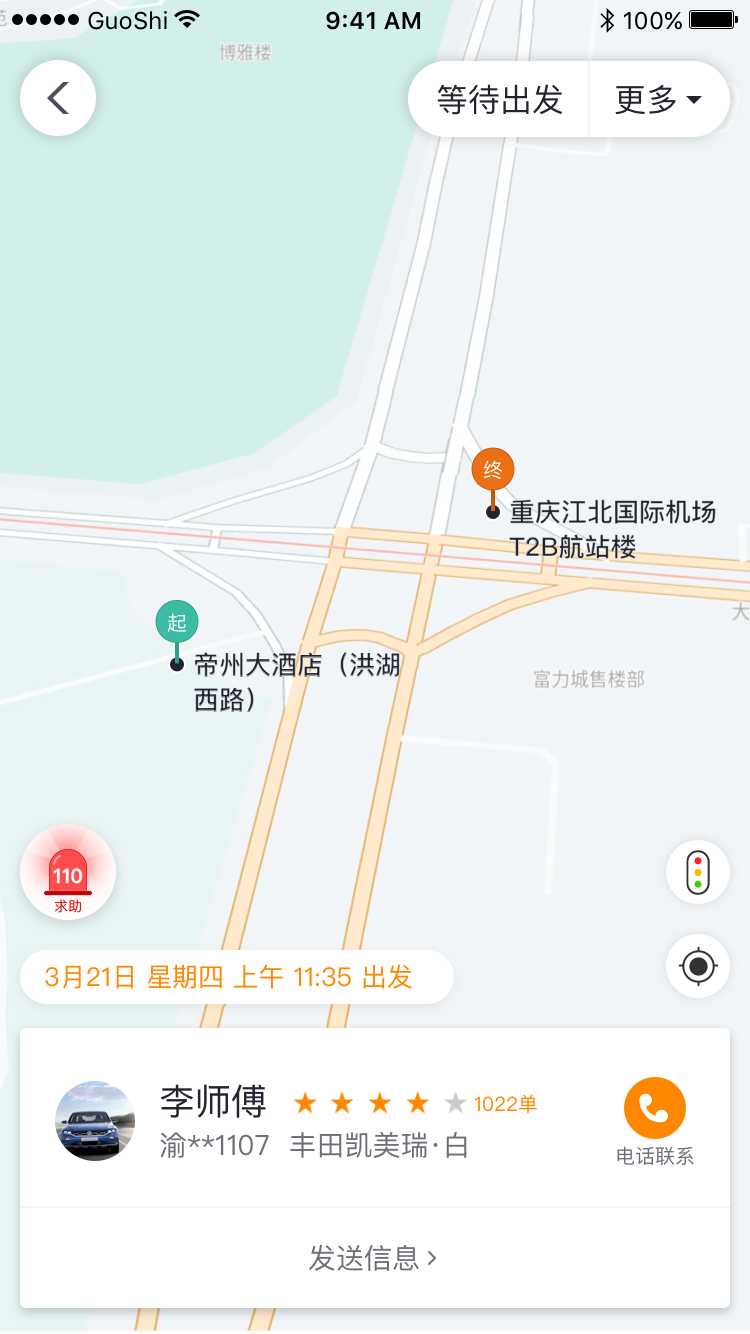 GuoShi
9:41 AM
100%
博雅楼
等待出发
更多
终
重庆江北国际机场
T2B航站楼
大
起
帝州大酒店（洪湖
西路）
富力城售楼部
110
求助
3月21日 星期四 上午 11:35 出发
李师傅
1022单
渝**1107 丰田凯美瑞·白
电话联系
发送信息